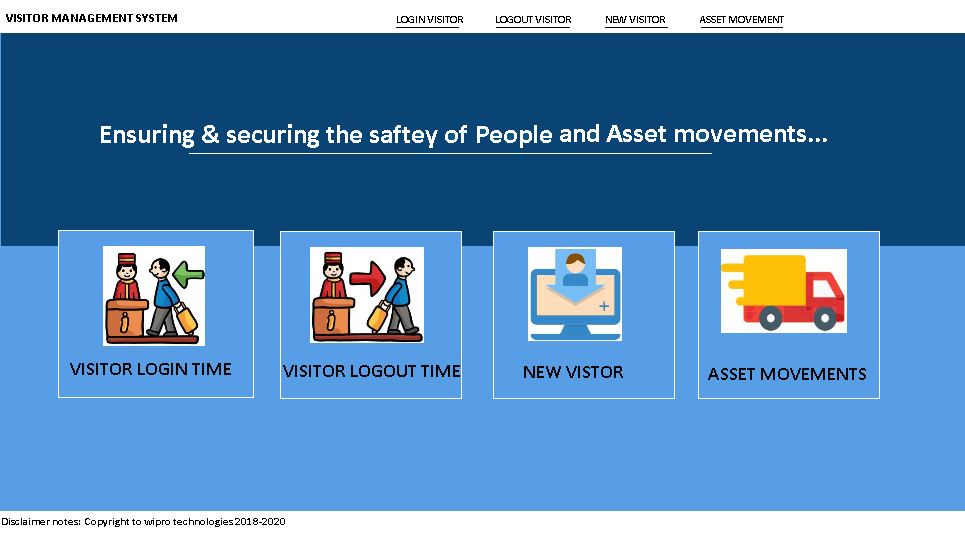 VISITOR MANAGEMENT SYSTEM
LOGIN VISITOR LOGOUT VISITOR NEW VISITOR ASSET MOVEMENT
Ensuring & securing the saftey of People and Asset movements...
VISITOR LOGIN TIME
VISITOR LOGOUT TIME
NEW VISTOR
ASSET MOVEMENTS
Disclaimer notes: Copyright to wipro technologies 2018-2020